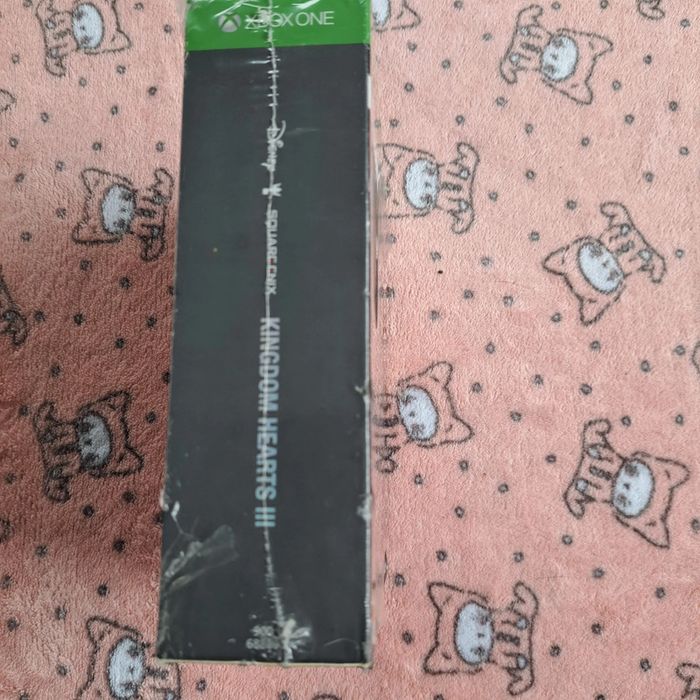 XBOX ONE
Disney
SQUARE ENIX
KINGDOM HEARTS III